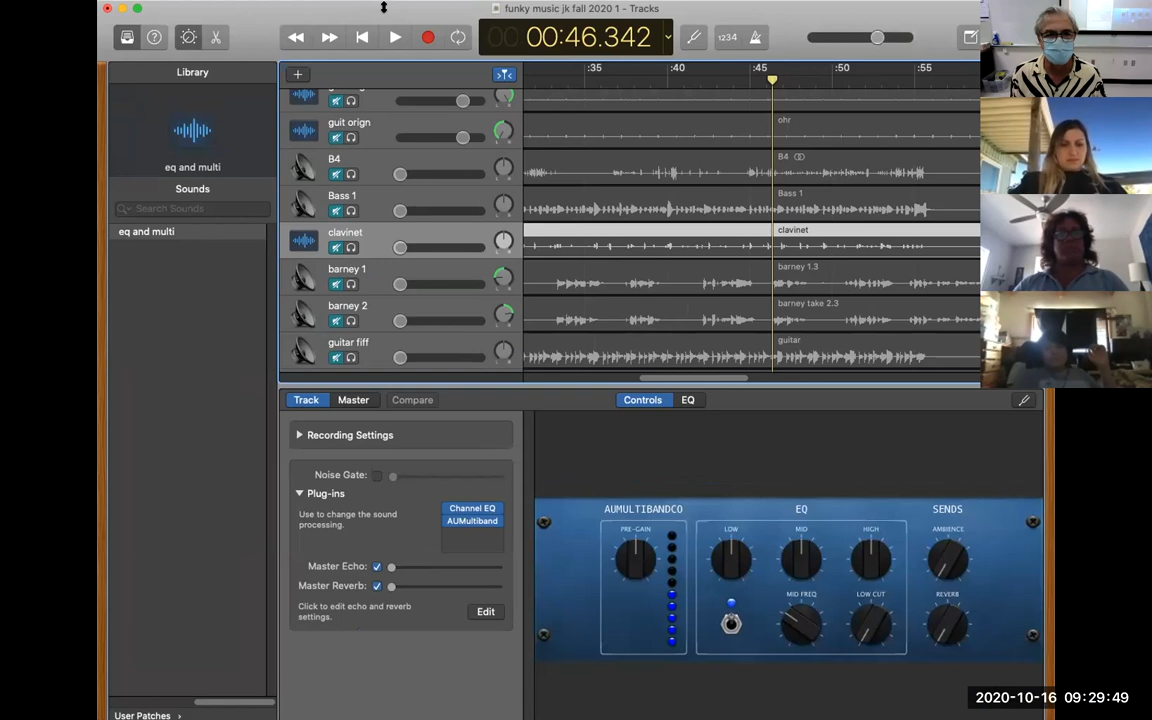 funky music jk fall 2020 1 - Tracks
00:46.342
1234
Library
eq and multi
Sounds
Search Sounds
eq and multi
User Patches
:35
:40
:45
:50
:55
guit orign
B4
Bass 1
clavinet
barney 1
barney 2
guitar fiff
ohr
B4
Bass 1
clavinet
barney 1.3
barney take 2.3
guitar
Track
Master
Compare
Controls
EQ
Recording Settings
Noise Gate:
Plug-ins
Use to change the sound
processing.
Channel EQ
AUMultiband
Master Echo:
Master Reverb:
Click to edit echo and reverb
settings.
Edit
AUMULTIBANDCO
EQ
SENDS
PRE-GAIN
LOW
MID
HIGH
AMBIENCE
MID FREQ
LOW CUT
REVERB
2020-10-16 09:29:49